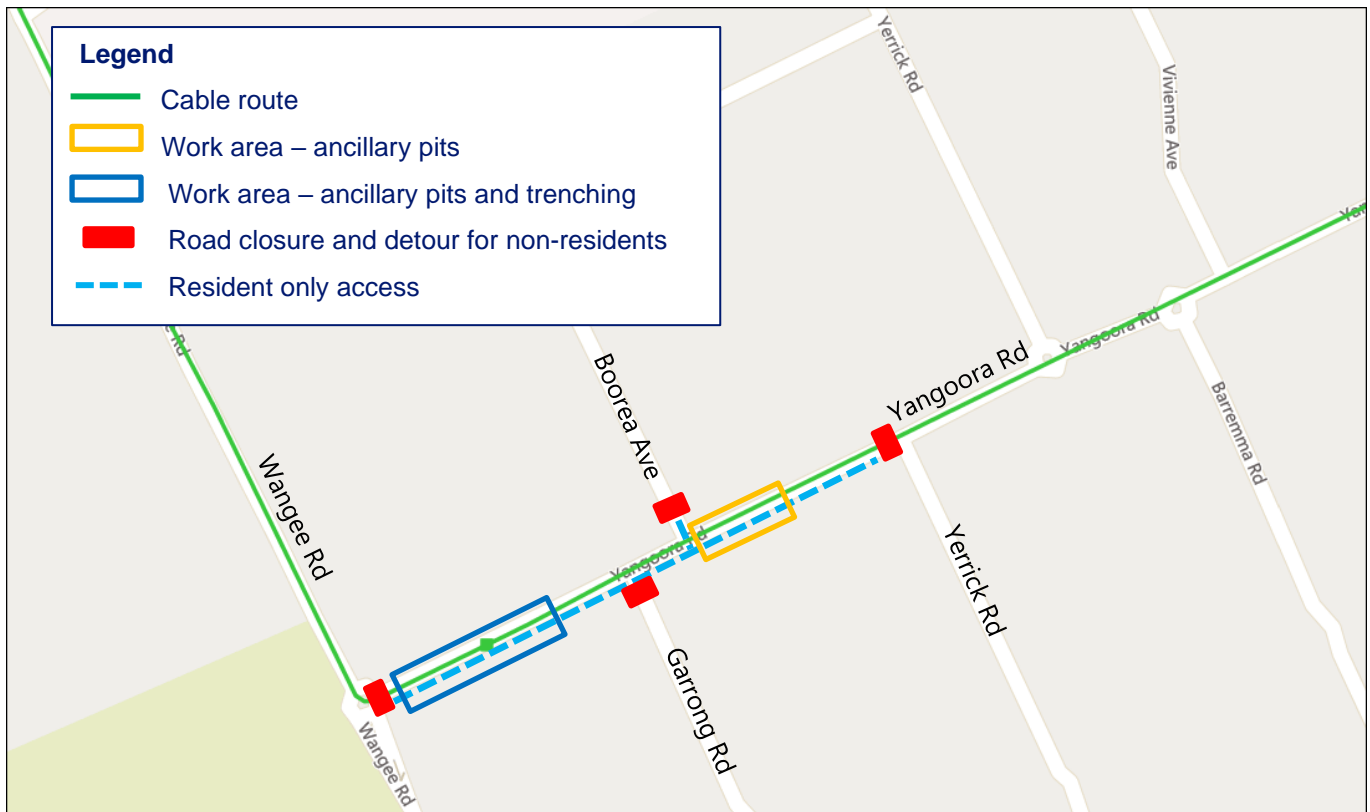 Legend
Cable route
Work area – ancillary pits
Work area – ancillary pits and trenching
Road closure and detour for non-residents
Resident only access
Yerrick Rd
Vivienne Ave
Yangoora Rd
Yangoora Rd
Barremma Rd
Boorea Ave
Wangee Rd
Yangoora Rd
Yerrick Rd
Garrong Rd
Wangee Rd